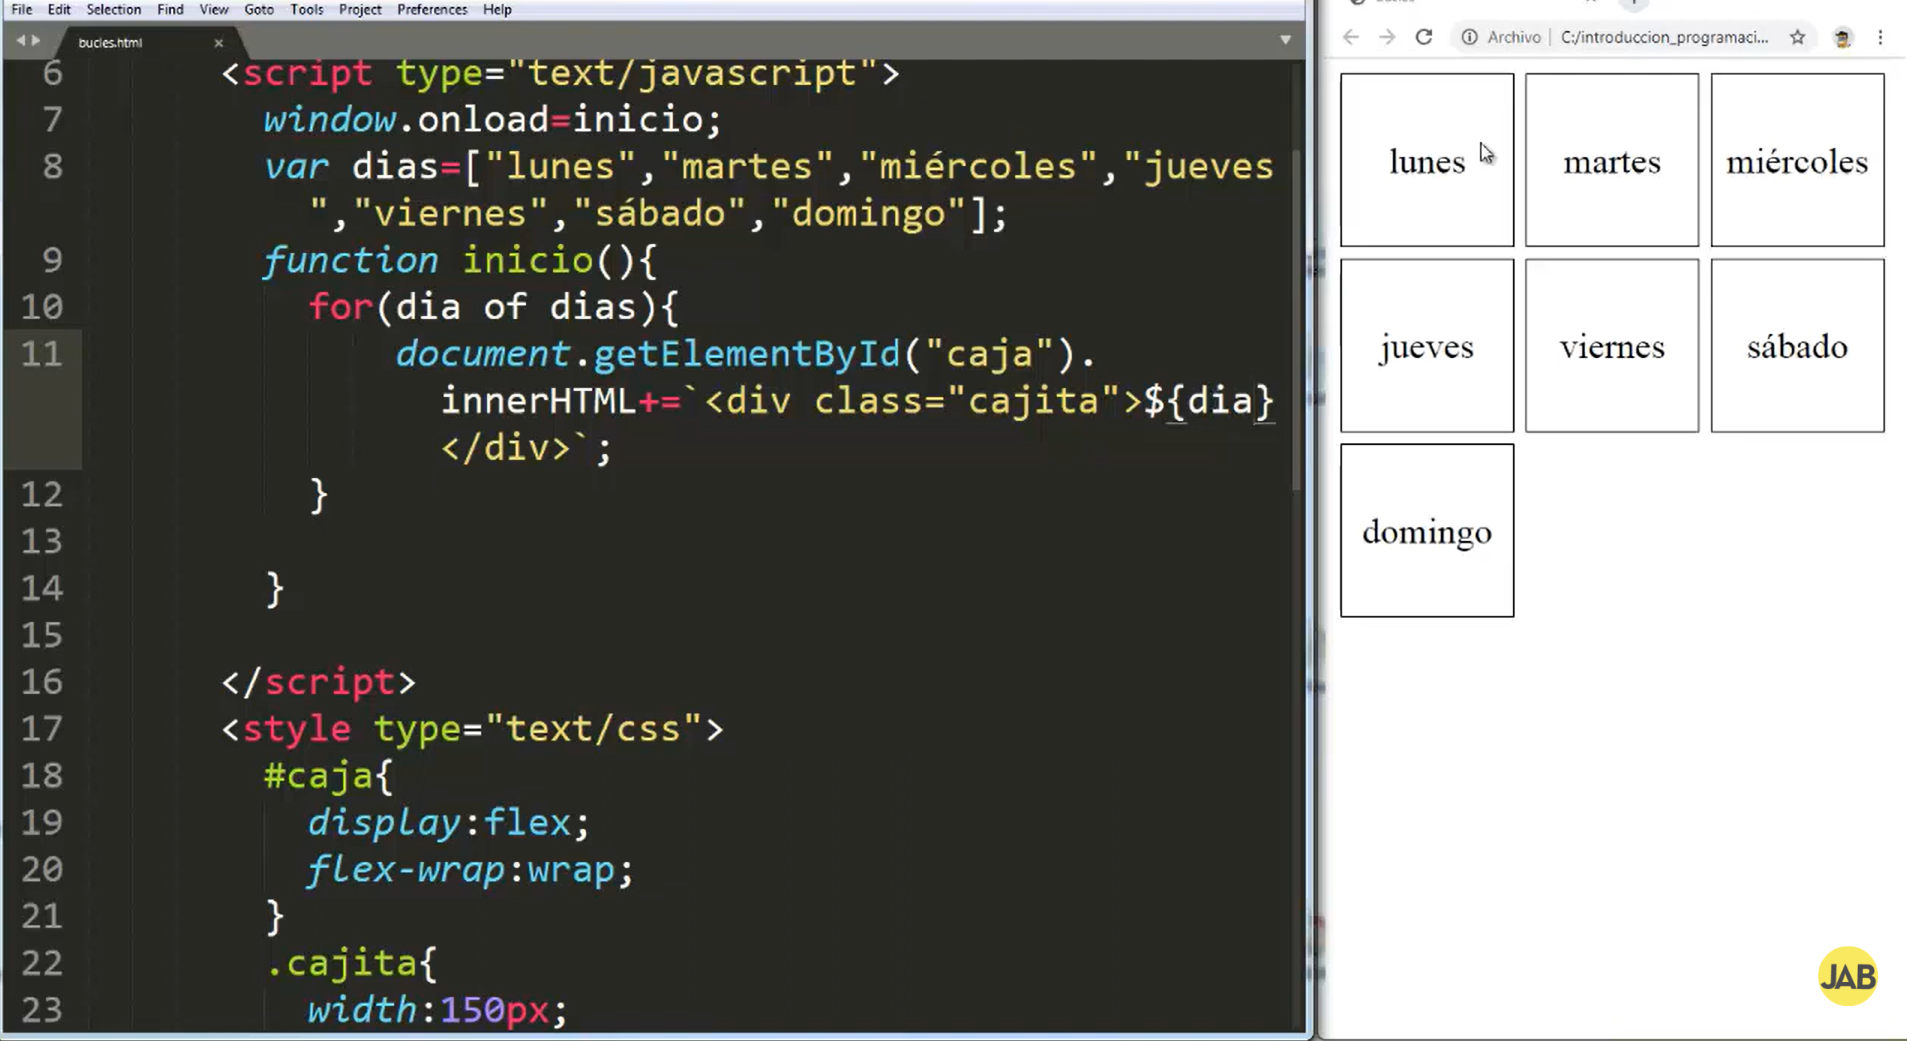 File Edit Selection Find View Goto Tools Project Preferences Help
bucles.html ×
6 <script type="text/javascript">
7 window.onload=inicio;
8 var dias=["lunes","martes","miércoles","jueves
","viernes","sábado","domingo"];
9 function inicio(){
10 for(dia of dias){
11 document.getElementById("caja").
innerHTML+=`<div class="cajita">${dia}
</div>`;
12 }
13
14 }
15
16 </script>
17 <style type="text/css">
18 #caja{
19 display:flex;
20 flex-wrap:wrap;
21 }
22 .cajita{
23 width:150px;
Archivo C:/introduccion_programaci...
lunes martes miércoles
jueves viernes sábado
domingo
JAB